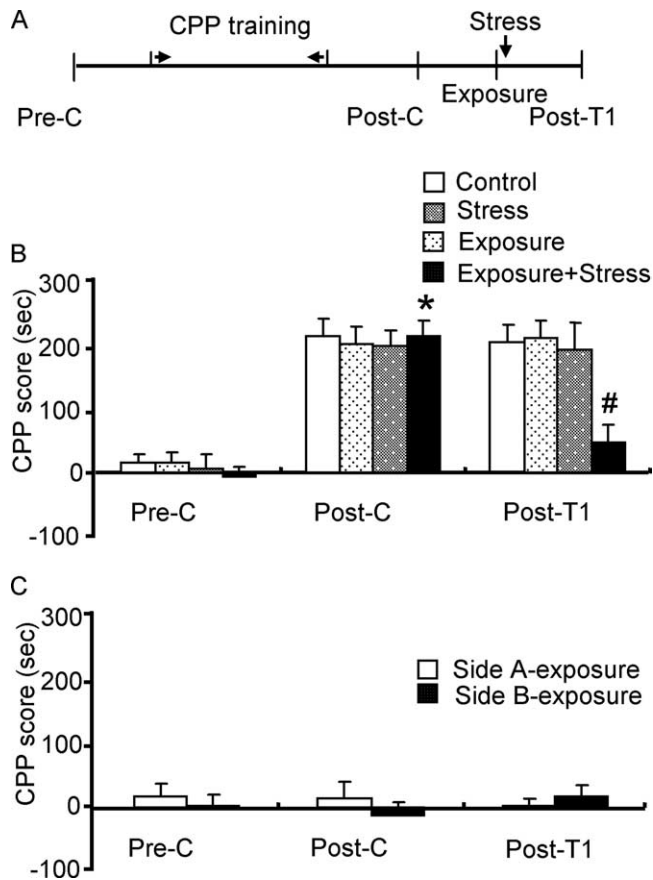 A
CPP training
Stress
Exposure
Pre-C
Post-C
Post-T1
Control
Stress
Exposure
Exposure+Stress
B
CPP score (sec)
300
200
100
0
-100
*
#
Pre-C
Post-C
Post-T1
C
CPP score (sec)
300
200
100
0
-100
Side A-exposure
Side B-exposure
Pre-C
Post-C
Post-T1